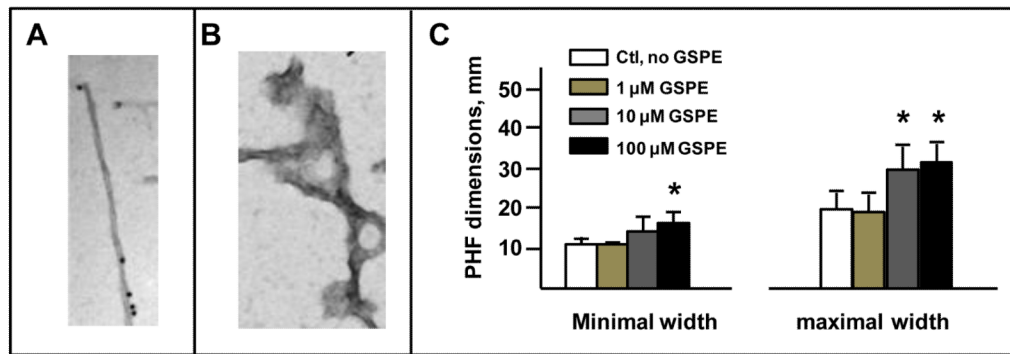 A
B
C
Ctl, no GSPE
1 µM GSPE
10 µM GSPE
100 µM GSPE
PHF dimensions, mm
50
40
30
20
10
*
* *
Minimal width
maximal width